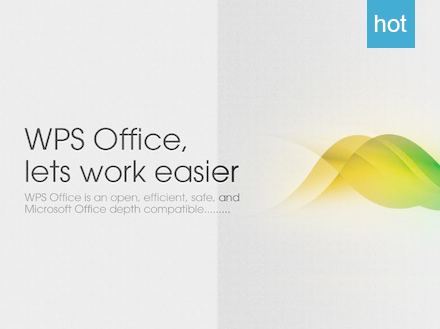 hot
WPS Office,
lets work easier
WPS Office is an open, efficient, safe, and
Microsoft Office depth compatible.........